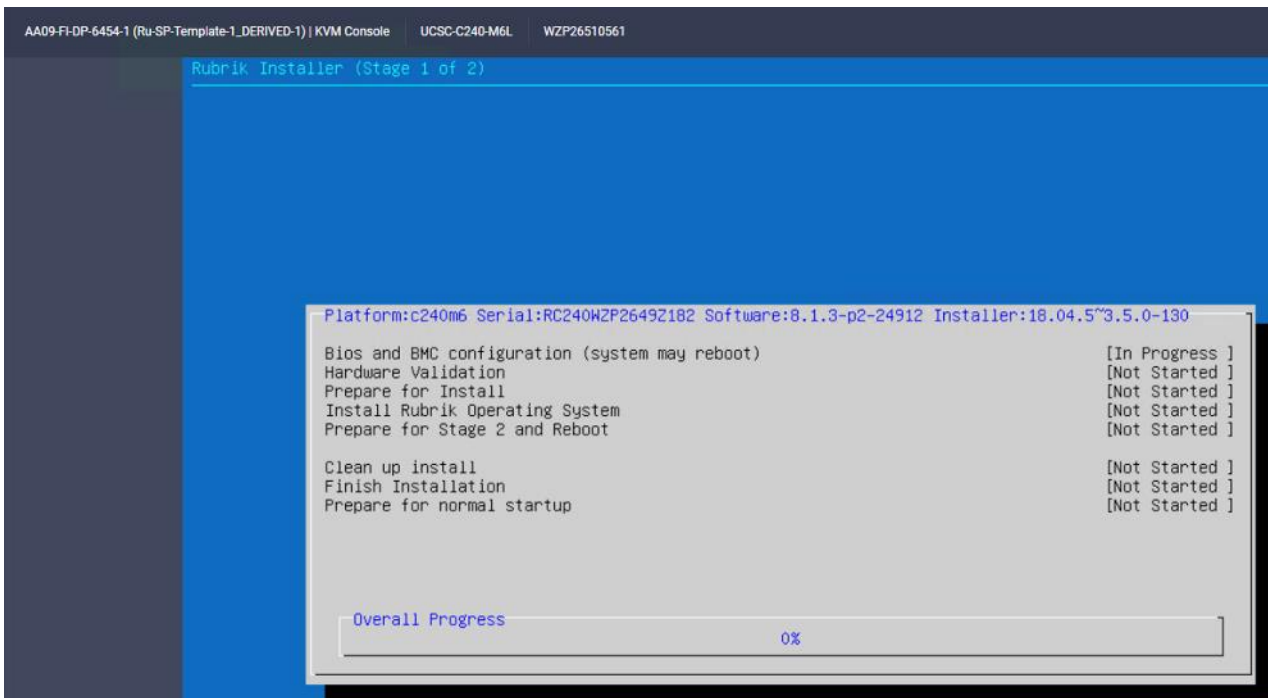 AA09-FI-DP-6454-1 (Ru-SP-Template-1_DERIVED-1) | KVM Console UCSC-C240-M6L WZP26510561
Rubrik Installer (Stage 1 of 2)
Platform:c240m6 Serial:RC240WZP2649Z182 Software:8.1.3-p2-24912 Installer:18.04.5~3.5.0-130
Bios and BMC configuration (system may reboot) [In Progress ]
Hardware Validation [Not Started ]
Prepare for Install [Not Started ]
Install Rubrik Operating System [Not Started ]
Prepare for Stage 2 and Reboot [Not Started ]
Clean up install [Not Started ]
Finish Installation [Not Started ]
Prepare for normal startup [Not Started ]
Overall Progress
0%